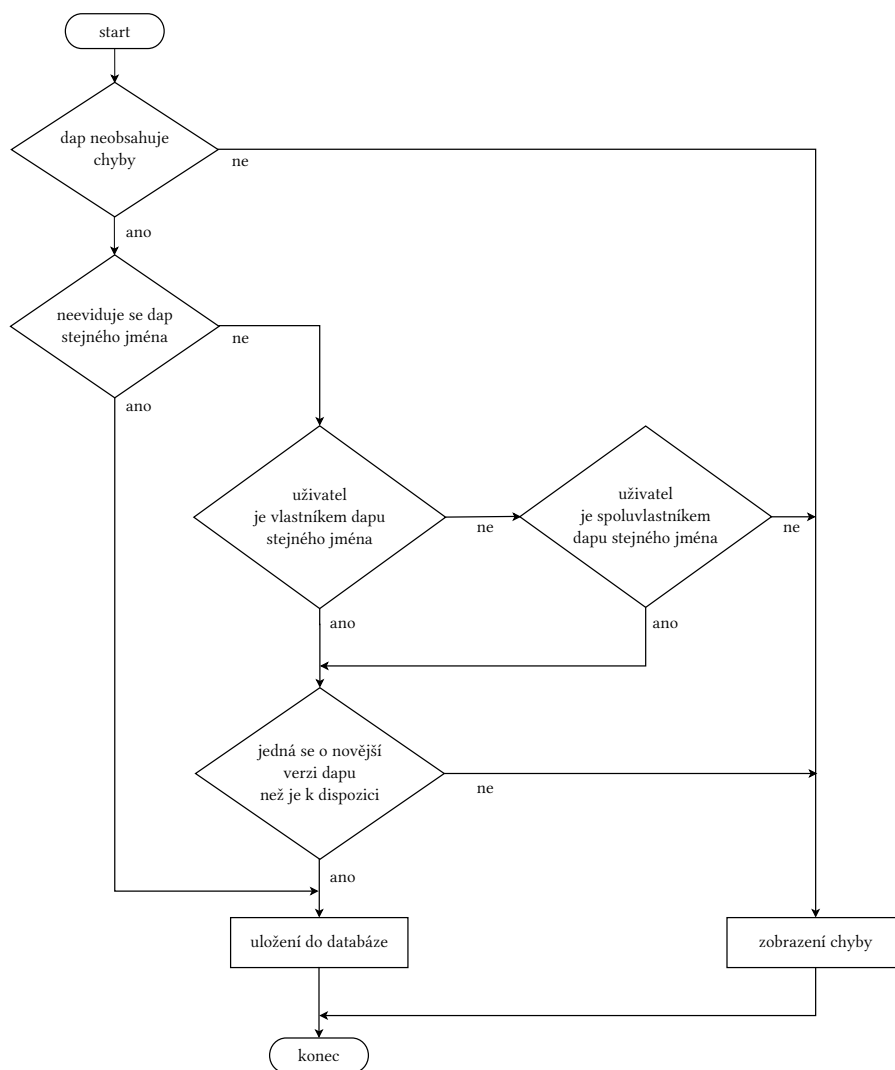 start
dap neobsahuje
chyby
ne
ano
neeviduje se dap
stejného jména
ne
ano
uživatel
je vlastníkem dapu
stejného jména
ne
ano
uživatel
je spoluvlastníkem
dapu stejného jména
ne
ano
jedná se o novější
verzi dapu
než je k dispozici
ne
ano
uložení do databáze
zobrazení chyby
konec